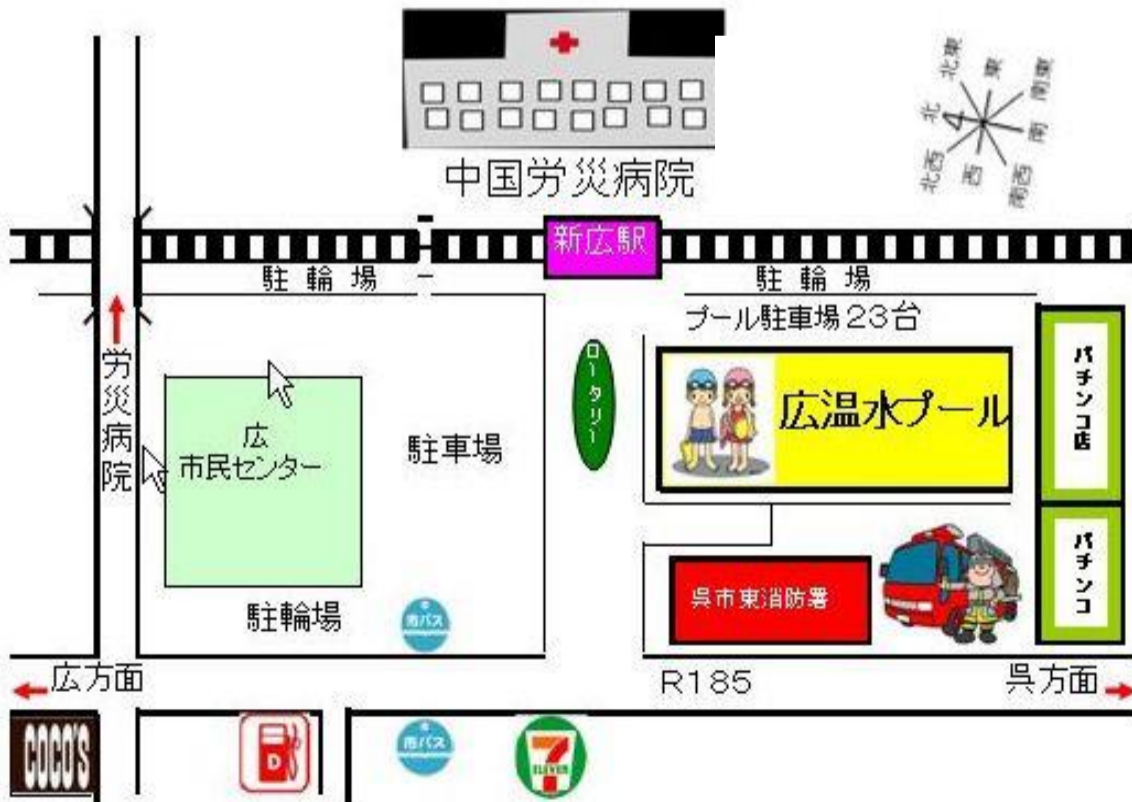 中国労災病院
北東
東
南東
北
南
北西
西
南西
新広駅
駐輪場
駐輪場
プール駐車場23台
労災病院
広
市民センター
駐車場
ロータリー
広温水プール
パチンコ店
パチンコ
呉市東消防署
駐輪場
市バス
広方面
R185
呉方面
COCO'S
D
市バス
7
ELEVEN